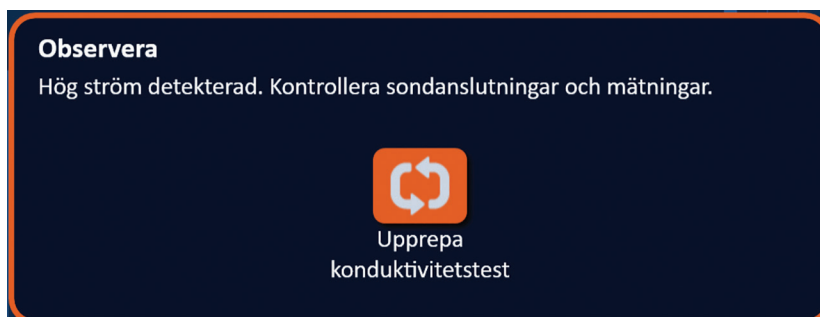 Observera
Hög ström detekterad. Kontrollera sondanslutningar och mätningar.
Upprepa
konduktivitetstest